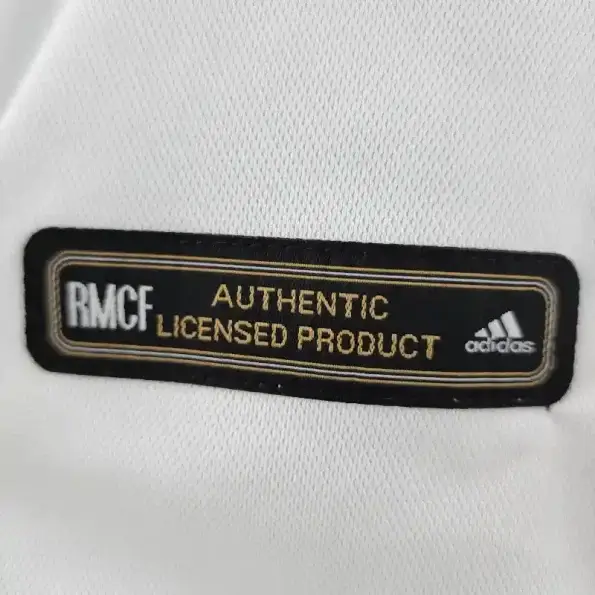 RMCF
AUTHENTIC
LICENSED PRODUCT
adidas